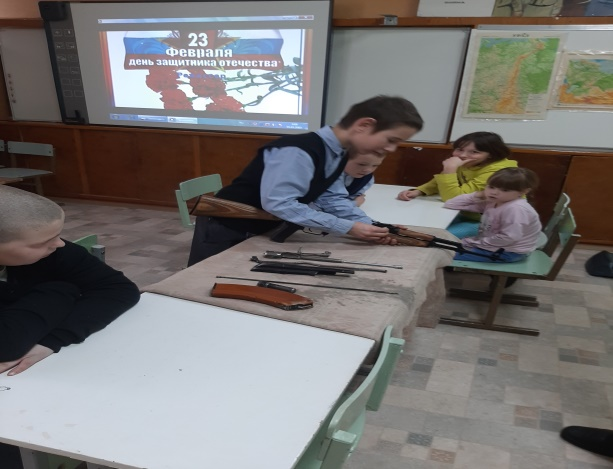 23
Февраля
день защитника отечества